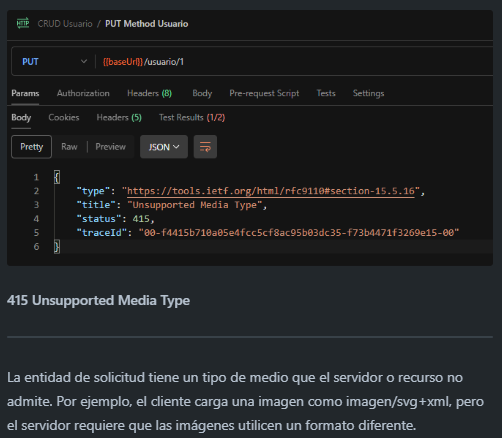 HTTP CRUD Usuario / PUT Method Usuario
PUT {{baseUrl}}/usuario/1
Params Authorization Headers (8) Body Pre-request Script Tests Settings
Body Cookies Headers (5) Test Results (1/2)
Pretty Raw Preview JSON
1 {
2 "type": "https://tools.ietf.org/html/rfc9110#section-15.5.16",
3 "title": "Unsupported Media Type",
4 "status": 415,
5 "traceId": "00-f4415b710a05e4fcc5cf8ac95b03dc35-f73b4471f3269e15-00"
6 }
415 Unsupported Media Type
La entidad de solicitud tiene un tipo de medio que el servidor o recurso no
admite. Por ejemplo, el cliente carga una imagen como imagen/svg+xml, pero
el servidor requiere que las imágenes utilicen un formato diferente.